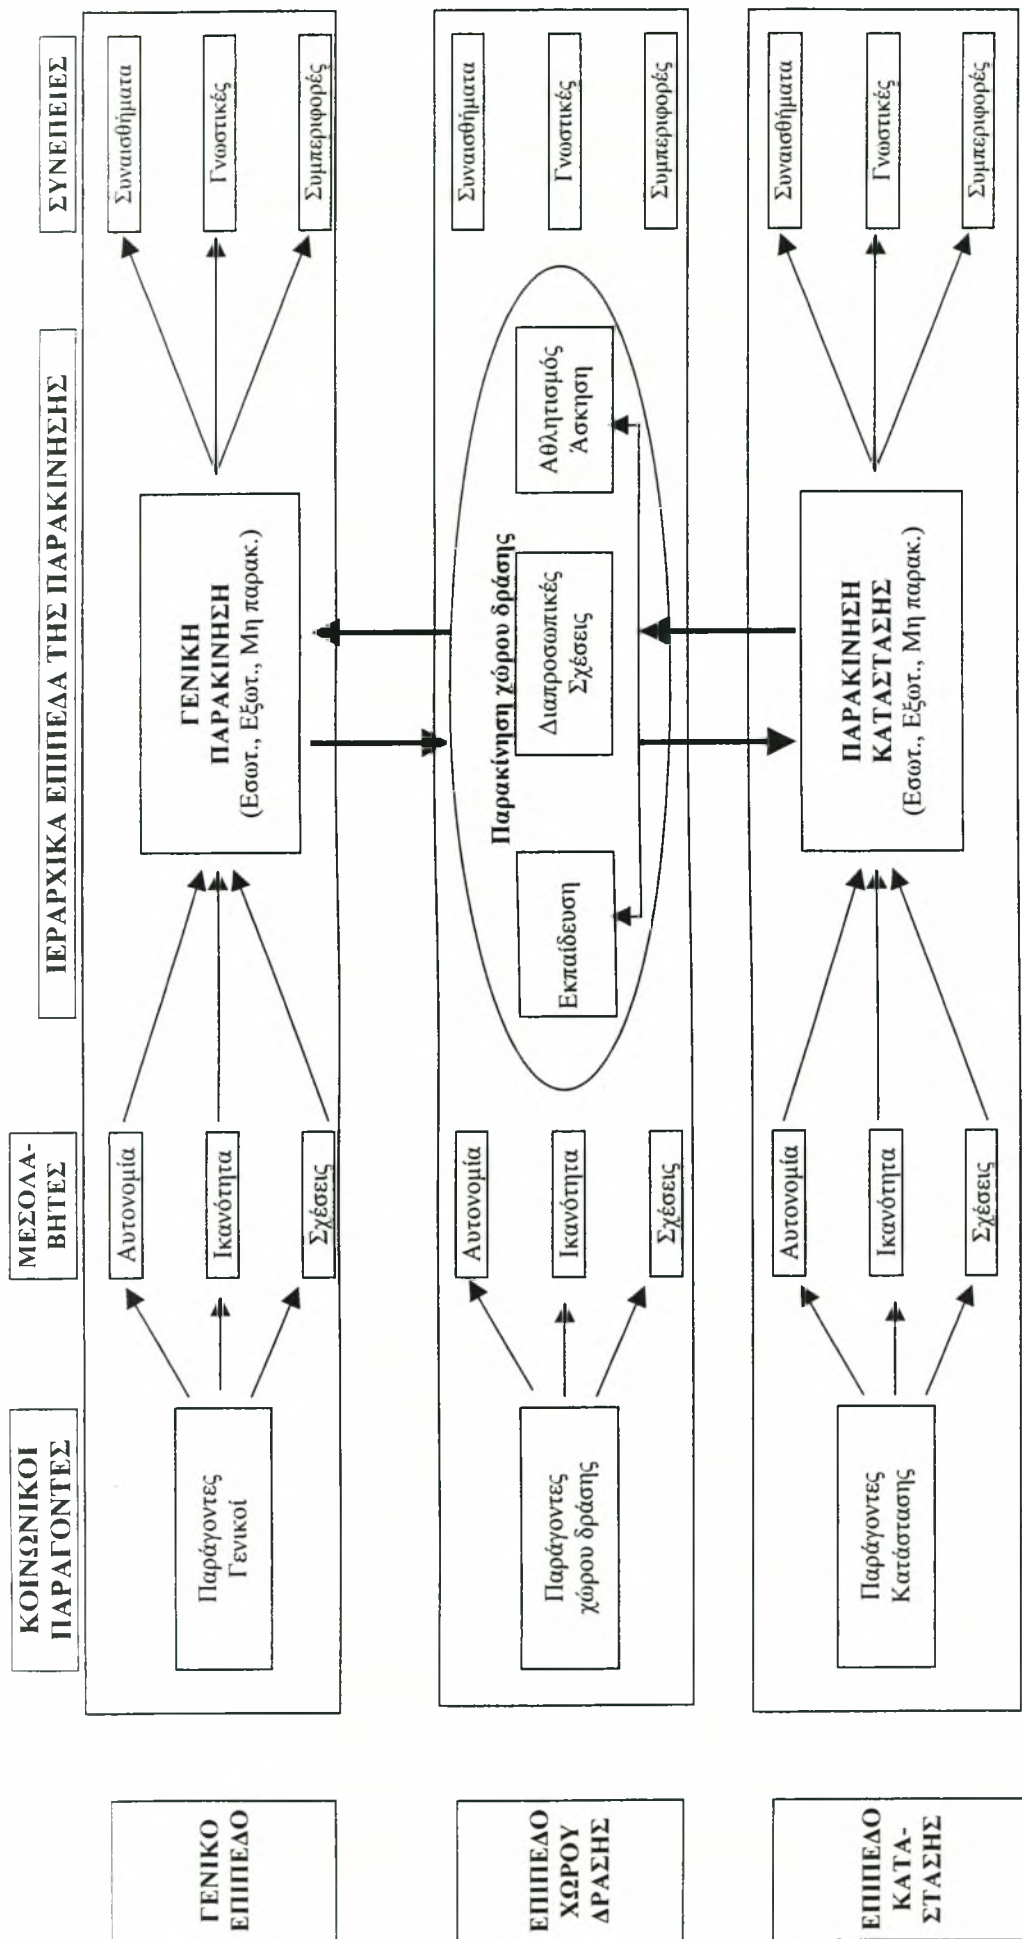 ΚΟΙΝΩΝΙΚΟΙ
ΠΑΡΑΓΟΝΤΕΣ
ΜΕΣΟΛΑ-
ΒΗΤΕΣ
ΙΕΡΑΡΧΙΚΑ ΕΠΙΠΕΔΑ ΤΗΣ ΠΑΡΑΚΙΝΗΣΗΣ
ΣΥΝΕΠΕΙΕΣ
ΓΕΝΙΚΟ
ΕΠΙΠΕΔΟ
Παράγοντες
Γενικοί
Αυτονομία
Ικανότητα
Σχέσεις
ΓΕΝΙΚΗ
ΠΑΡΑΚΙΝΗΣΗ
(Εσωτ., Εξωτ., Μη παρακ.)
Συναισθήματα
Γνωστικές
Συμπεριφορές
ΕΠΙΠΕΔΟ
ΧΩΡΟΥ
ΔΡΑΣΗΣ
Παράγοντες
χώρου δράσης
Αυτονομία
Ικανότητα
Σχέσεις
Παρακίνηση χώρου δράσης
Εκπαίδευση
Διαπροσωπικές
Σχέσεις
Αθλητισμός
Άσκηση
Συναισθήματα
Γνωστικές
Συμπεριφορές
ΕΠΙΠΕΔΟ
ΚΑΤΑ-
ΣΤΑΣΗΣ
Παράγοντες
Κατάστασης
Αυτονομία
Ικανότητα
Σχέσεις
ΠΑΡΑΚΙΝΗΣΗ
ΚΑΤΑΣΤΑΣΗΣ
(Εσωτ., Εξωτ., Μη παρακ.)
Συναισθήματα
Γνωστικές
Συμπεριφορές